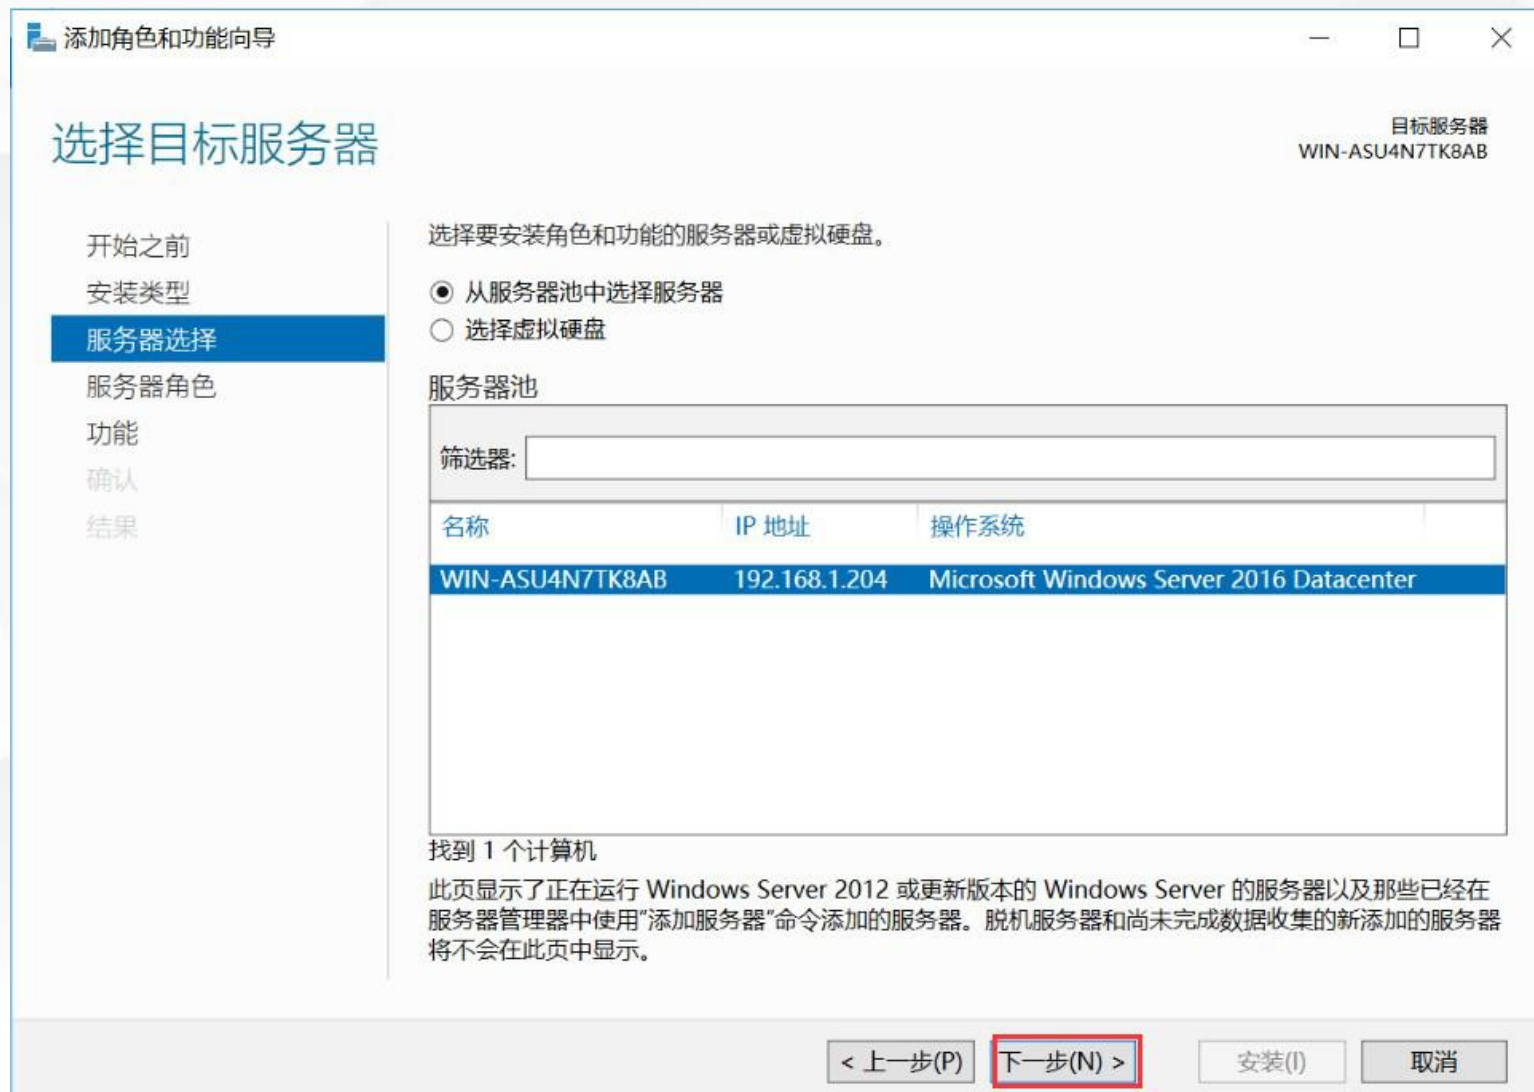 添加角色和功能向导
选择目标服务器
目标服务器
WIN-ASU4N7TK8AB
开始之前
安装类型
服务器选择
服务器角色
功能
确认
结果
选择要安装角色和功能的服务器或虚拟硬盘。
从服务器池中选择服务器
选择虚拟硬盘
服务器池
筛选器:
名称 IP 地址 操作系统
WIN-ASU4N7TK8AB 192.168.1.204 Microsoft Windows Server 2016 Datacenter
找到 1 个计算机
此页显示了正在运行 Windows Server 2012 或更新版本的 Windows Server 的服务器以及那些已经在
服务器管理器中使用"添加服务器"命令添加的服务器。脱机服务器和尚未完成数据收集的新添加的服务器
将不会在此页中显示。
< 上一步(P) 下一步(N) > 安装(I) 取消